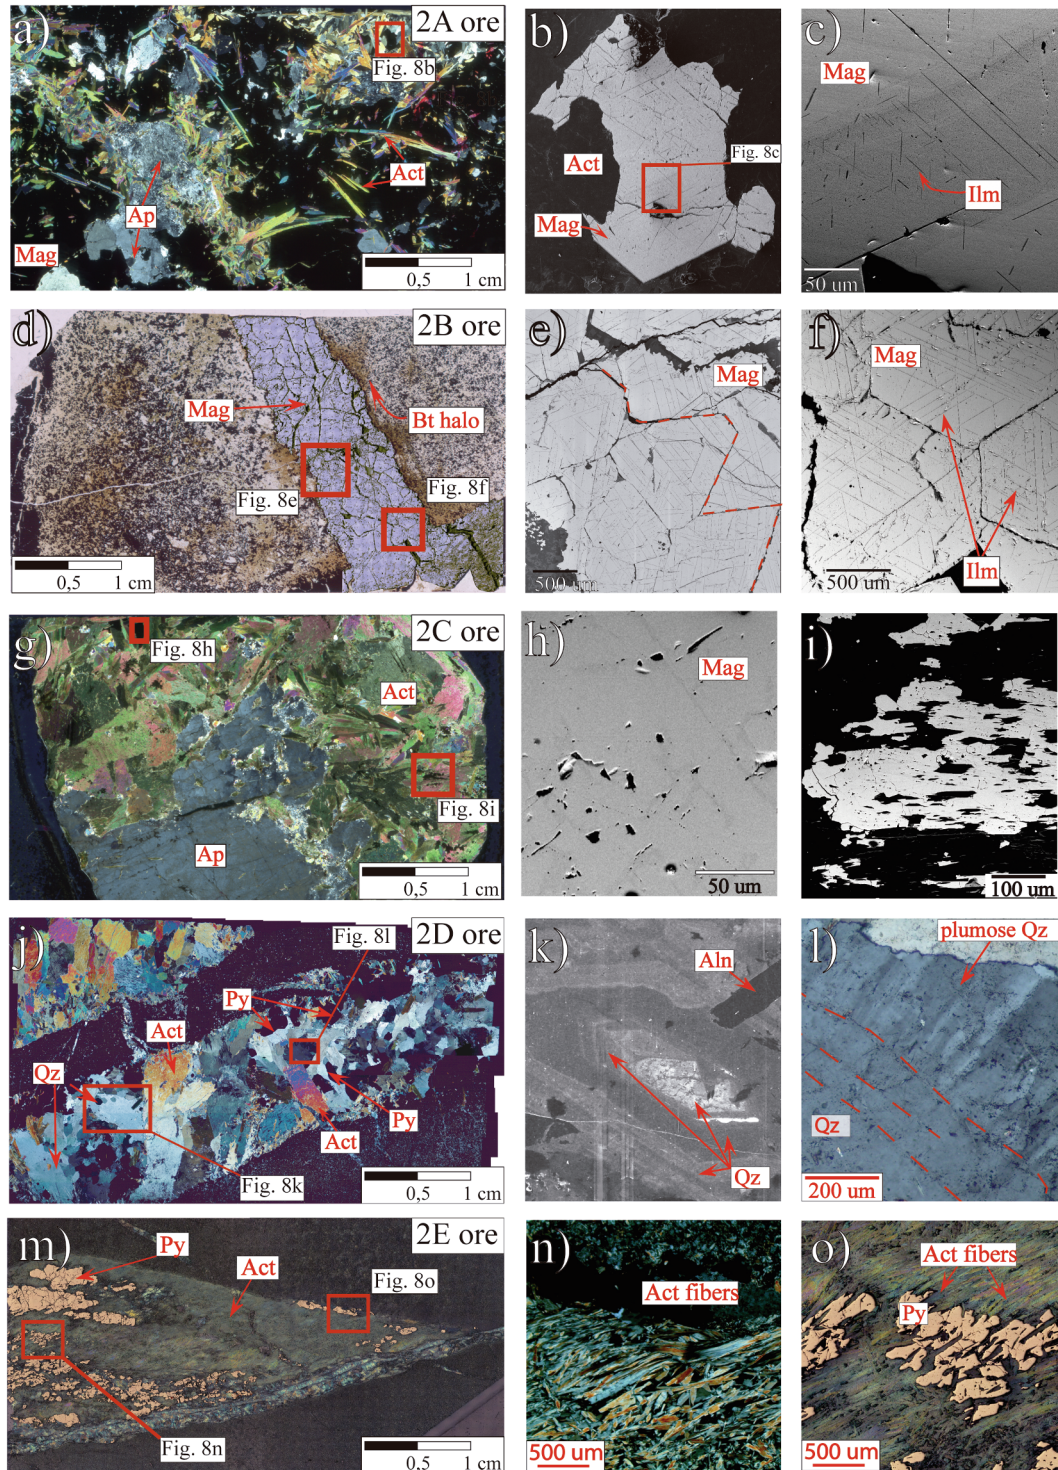 a)
2A ore
Fig. 8b
Act
Ap
Mag
0,5
1 cm
b)
Act
Fig. 8c
Mag
c)
Mag
Ilm
50 um
d)
2B ore
Mag
Bt halo
Fig. 8e
Fig. 8f
0,5
1 cm
e)
Mag
500 um
f)
Mag
Ilm
500 um
g)
2C ore
Fig. 8h
Act
Fig. 8i
Ap
0,5
1 cm
h)
Mag
50 um
i)
100 um
j)
2D ore
Fig. 8l
Py
Act
Qz
Py
Act
Fig. 8k
0,5
1 cm
k)
Aln
Qz
l)
plumose Qz
Qz
200 um
m)
2E ore
Py
Act
Fig. 8o
Fig. 8n
0,5
1 cm
n)
Act fibers
500 um
o)
Act fibers
Py
500 um